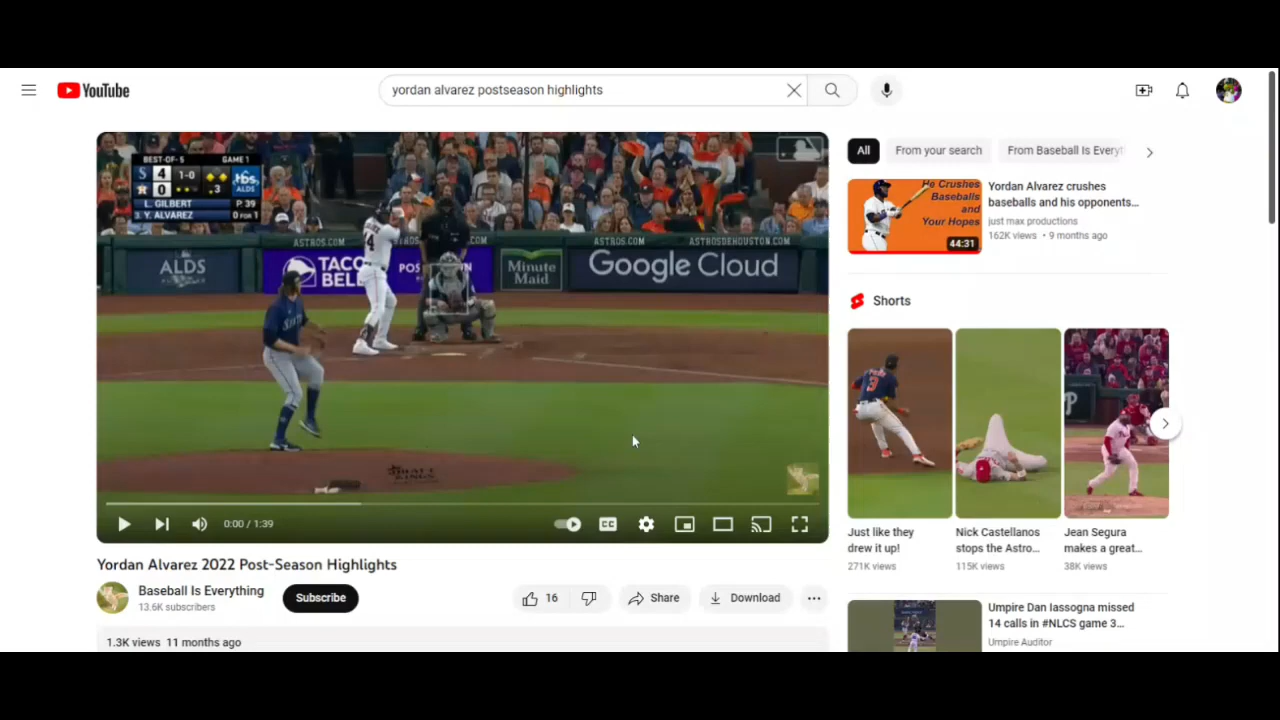 YouTube
yordan alvarez postseason highlights
BEST-OF-5 GAME 1
S 4 1-0
0 3 tbs
ALDS
L. GILBERT P: 39
3. Y. ALVAREZ 0 FOR 1
ASTROS.COM ASTROS.COM ASTROSDEHOUSTON.COM
ALDS
TACO
BELL
POS
Minute
Maid
Google Cloud
0:00 / 1:39
CC
Yordan Alvarez 2022 Post-Season Highlights
Baseball Is Everything
13.6K subscribers
Subscribe
16
Share
Download
1.3K views 11 months ago
All
From your search
From Baseball Is Everyt
He Crushes
Baseballs
and
Your Hopes
44:31
Yordan Alvarez crushes
baseballs and his opponents...
just max productions
162K views • 9 months ago
Shorts
3
P
Just like they
drew it up!
271K views
Nick Castellanos
stops the Astro...
115K views
Jean Segura
makes a great...
38K views
Umpire Dan Iassogna missed
14 calls in #NLCS game 3...
Umpire Auditor